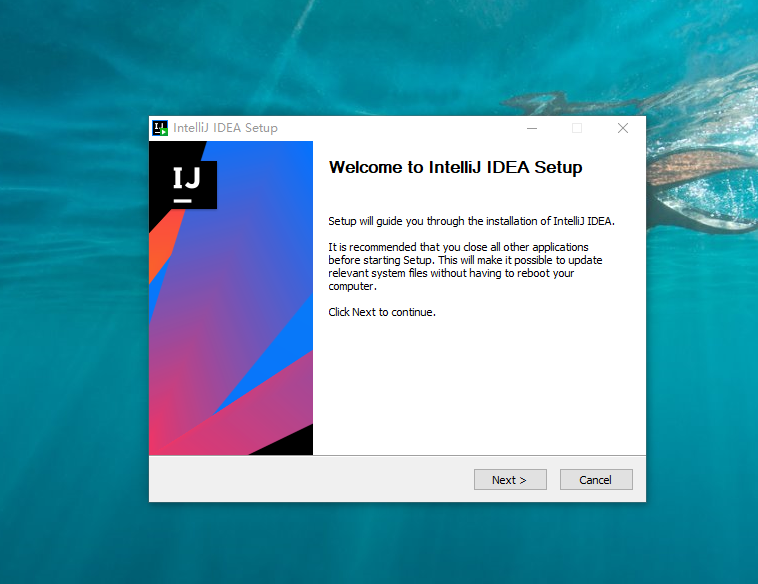 IntelliJ IDEA Setup
IJ
Welcome to IntelliJ IDEA Setup
Setup will guide you through the installation of IntelliJ IDEA.
It is recommended that you close all other applications
before starting Setup. This will make it possible to update
relevant system files without having to reboot your
computer.
Click Next to continue.
Next >
Cancel